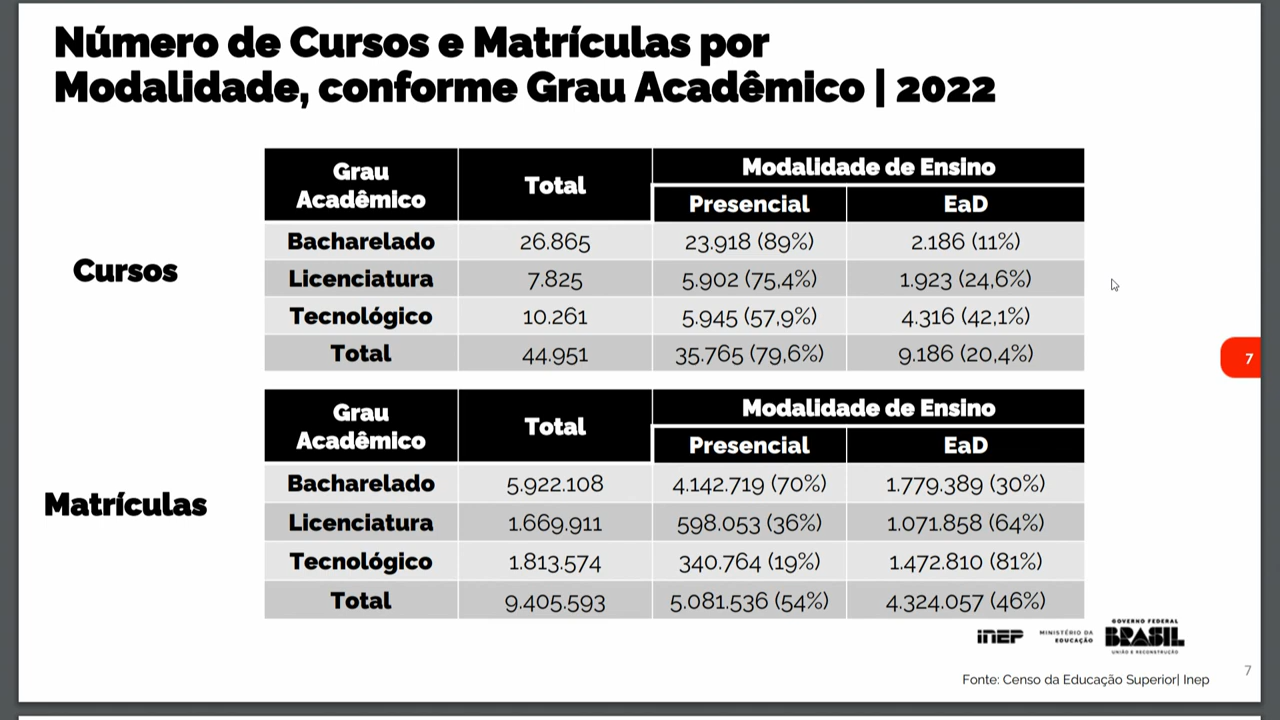 Número de Cursos e Matrículas por
Modalidade, conforme Grau Acadêmico | 2022
Cursos
Grau Acadêmico Total Modalidade de Ensino
Presencial EaD
Bacharelado 26.865 23.918 (89%) 2.186 (11%)
Licenciatura 7.825 5.902 (75,4%) 1.923 (24,6%)
Tecnológico 10.261 5.945 (57,9%) 4.316 (42,1%)
Total 44.951 35.765 (79,6%) 9.186 (20,4%)
7
Matrículas
Grau Acadêmico Total Modalidade de Ensino
Presencial EaD
Bacharelado 5.922.108 4.142.719 (70%) 1.779.389 (30%)
Licenciatura 1.669.911 598.053 (36%) 1.071.858 (64%)
Tecnológico 1.813.574 340.764 (19%) 1.472.810 (81%)
Total 9.405.593 5.081.536 (54%) 4.324.057 (46%)
inep
MINISTÉRIO DA
EDUCAÇÃO
GOVERNO FEDERAL
BRASIL
UNIÃO E RECONSTRUÇÃO
Fonte: Censo da Educação Superior| Inep
7